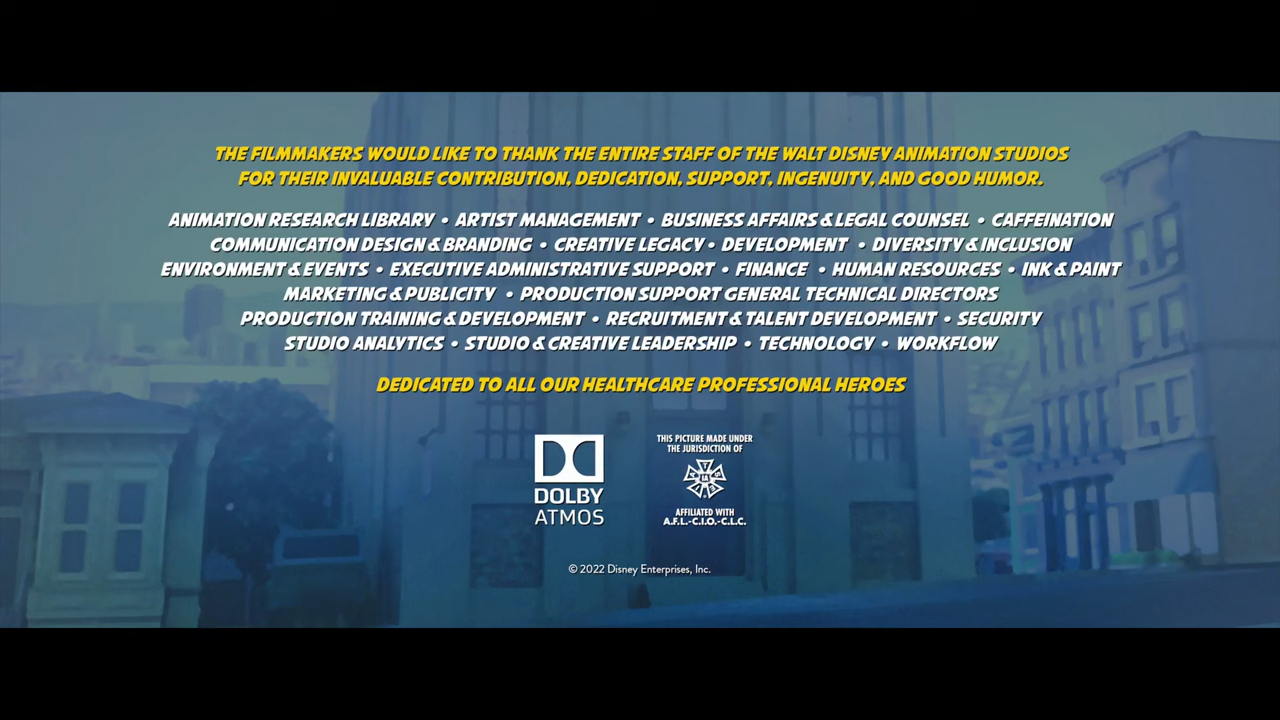 THE FILMMAKERS WOULD LIKE TO THANK THE ENTIRE STAFF OF THE WALT DISNEY ANIMATION STUDIOS
FOR THEIR INVALUABLE CONTRIBUTION, DEDICATION, SUPPORT, INGENUITY, AND GOOD HUMOR.
ANIMATION RESEARCH LIBRARY • ARTIST MANAGEMENT • BUSINESS AFFAIRS & LEGAL COUNSEL • CAFFEINATION
COMMUNICATION DESIGN & BRANDING • CREATIVE LEGACY • DEVELOPMENT • DIVERSITY & INCLUSION
ENVIRONMENT & EVENTS • EXECUTIVE ADMINISTRATIVE SUPPORT • FINANCE • HUMAN RESOURCES • INK & PAINT
MARKETING & PUBLICITY • PRODUCTION SUPPORT GENERAL TECHNICAL DIRECTORS
PRODUCTION TRAINING & DEVELOPMENT • RECRUITMENT & TALENT DEVELOPMENT • SECURITY
STUDIO ANALYTICS • STUDIO & CREATIVE LEADERSHIP • TECHNOLOGY • WORKFLOW
DEDICATED TO ALL OUR HEALTHCARE PROFESSIONAL HEROES
DOLBY
ATMOS
THIS PICTURE MADE UNDER
THE JURISDICTION OF
IATSE
AFFILIATED WITH
A.F.L.-C.I.O.-C.L.C.
© 2022 Disney Enterprises, Inc.